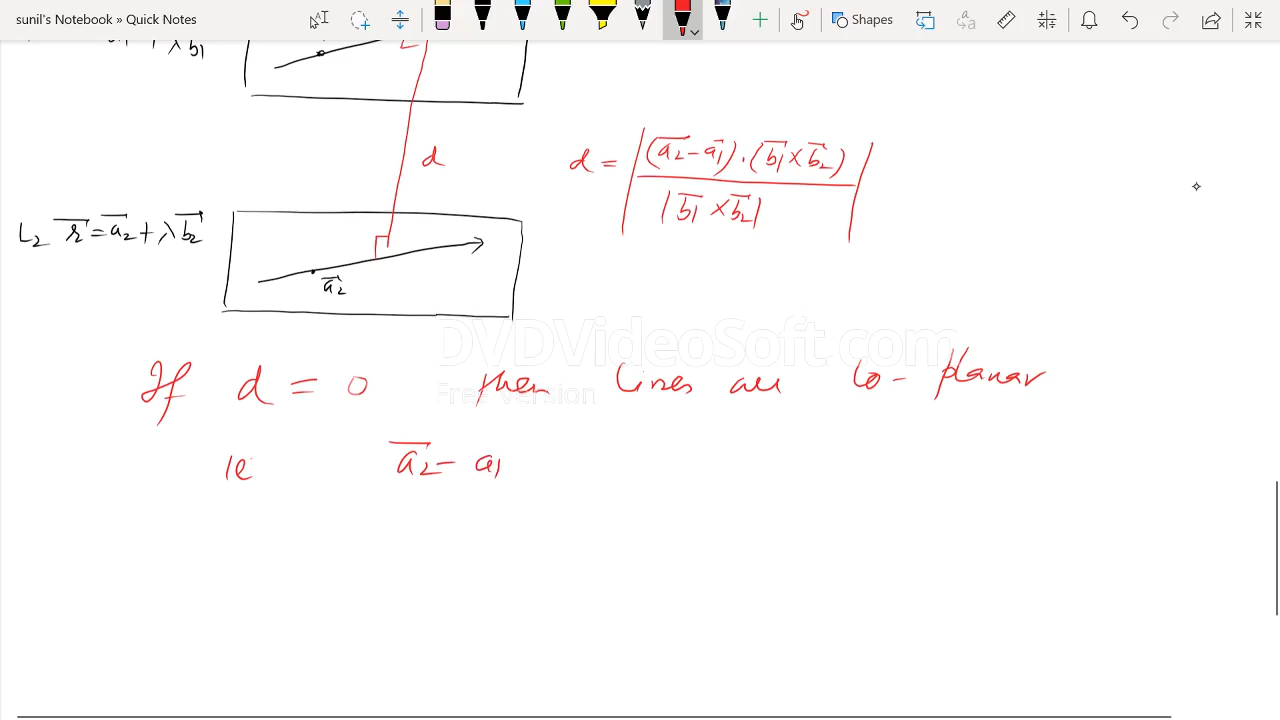 sunil's Notebook » Quick Notes
Shapes
λb₁
d
d = |(a₂ - a₁) · (b₁ × b₂) / |b₁ × b₂||
L₂ r = a₂ + λ b₂
a₂
DVDVideoSoft.com
Free Version
If d = 0 then lines are co-planar
ie a₂ - a₁